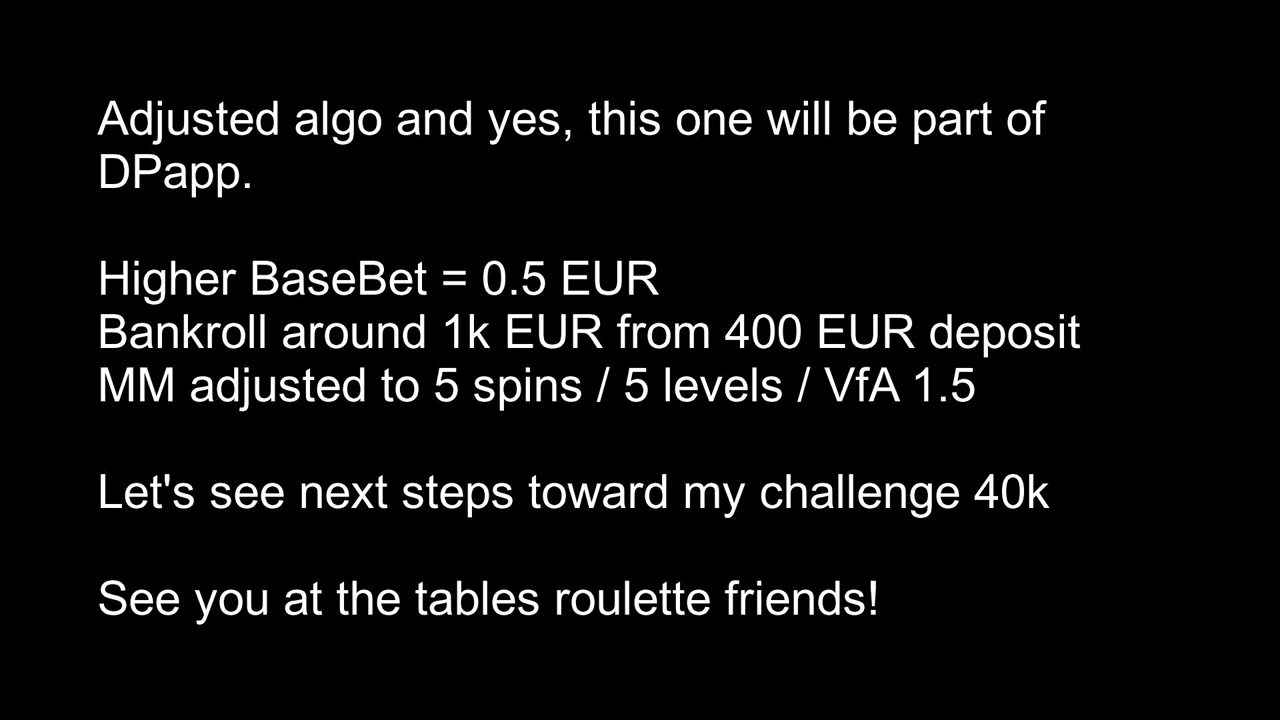 Adjusted algo and yes, this one will be part of
DPapp.
Higher BaseBet = 0.5 EUR
Bankroll around 1k EUR from 400 EUR deposit
MM adjusted to 5 spins / 5 levels / VfA 1.5
Let's see next steps toward my challenge 40k
See you at the tables roulette friends!